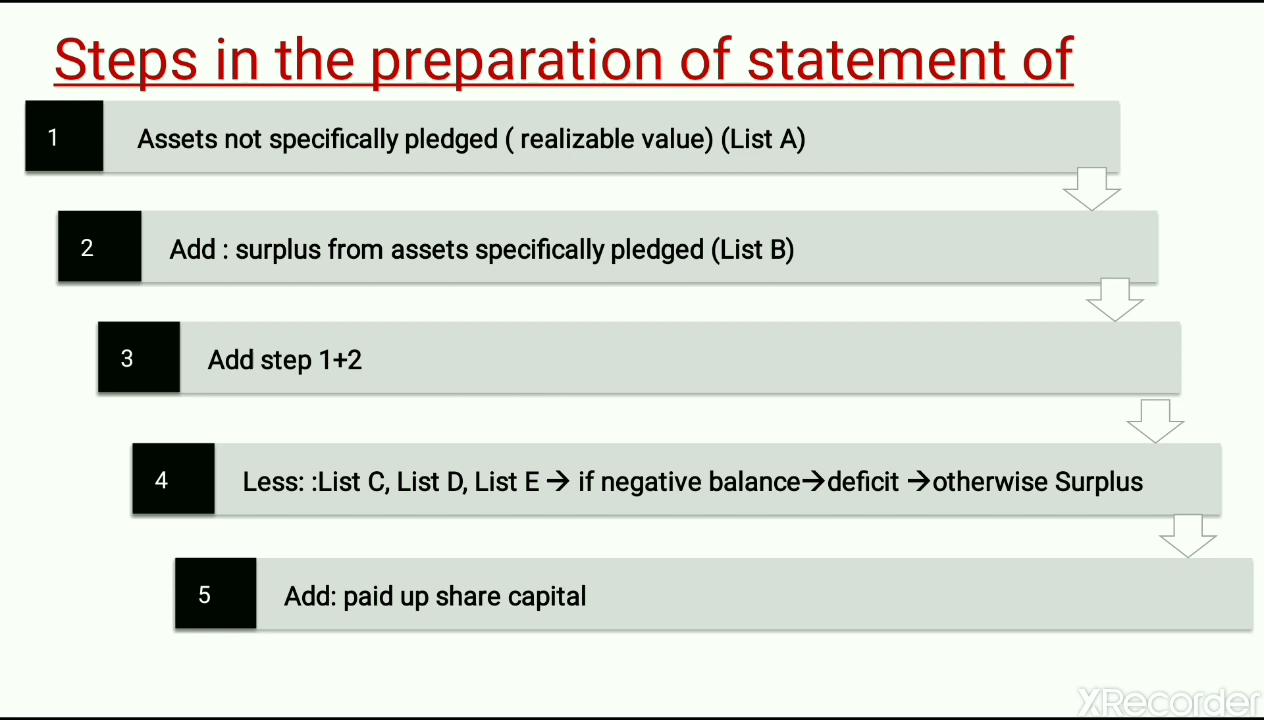 Steps in the preparation of statement of
1 Assets not specifically pledged ( realizable value) (List A)
2 Add : surplus from assets specifically pledged (List B)
3 Add step 1+2
4 Less: :List C, List D, List E → if negative balance→deficit →otherwise Surplus
5 Add: paid up share capital
XRecorder